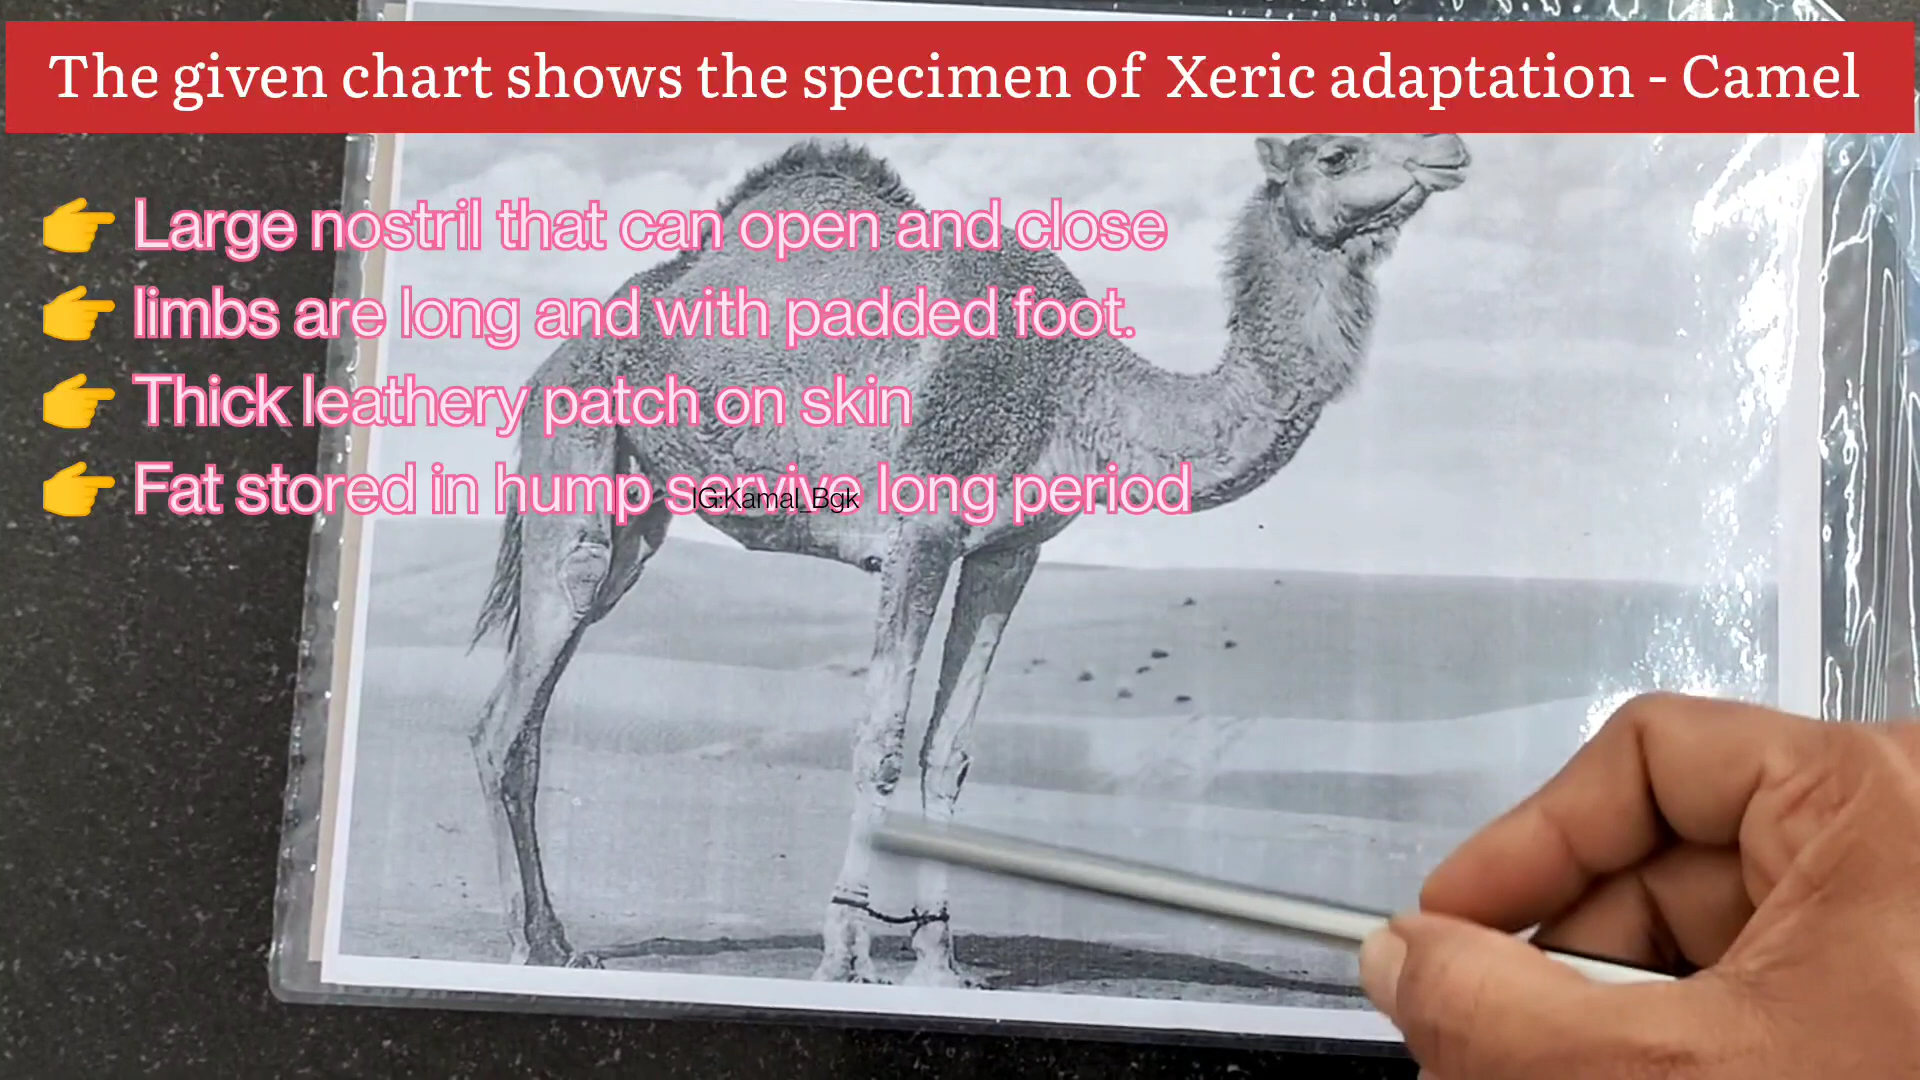 The given chart shows the specimen of Xeric adaptation - Camel
👉 Large nostril that can open and close
👉 limbs are long and with padded foot.
👉 Thick leathery patch on skin
👉 Fat stored in hump servive long period
IG:Kamal_Bgk